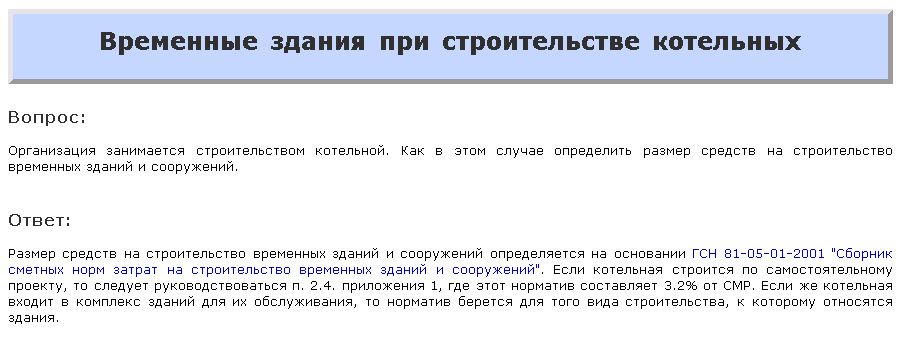 Временные здания при строительстве котельных
Вопрос:
Организация занимается строительством котельной. Как в этом случае определить размер средств на строительство
временных зданий и сооружений.
Ответ:
Размер средств на строительство временных зданий и сооружений определяется на основании ГСН 81-05-01-2001 "Сборник
сметных норм затрат на строительство временных зданий и сооружений". Если котельная строится по самостоятельному
проекту, то следует руководствоваться п. 2.4. приложения 1, где этот норматив составляет 3.2% от СМР. Если же котельная
входит в комплекс зданий для их обслуживания, то норматив берется для того вида строительства, к которому относятся
здания.